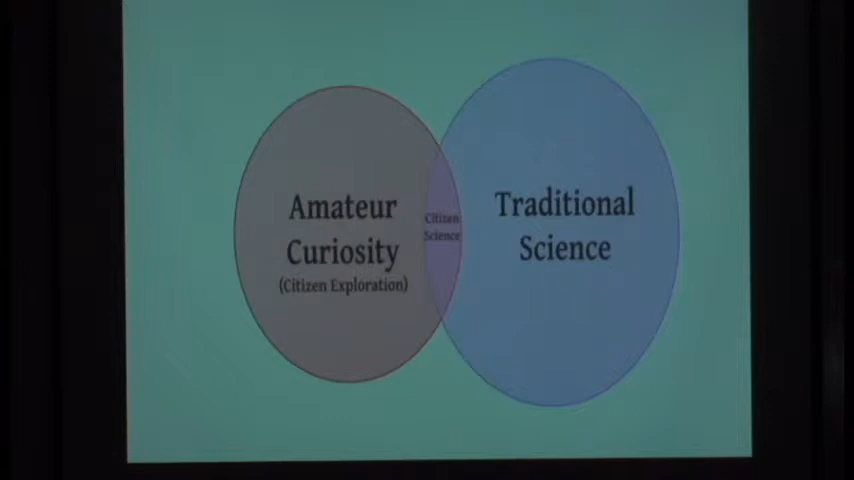 Amateur
Curiosity
(Citizen Exploration)
Citizen
Science
Traditional
Science